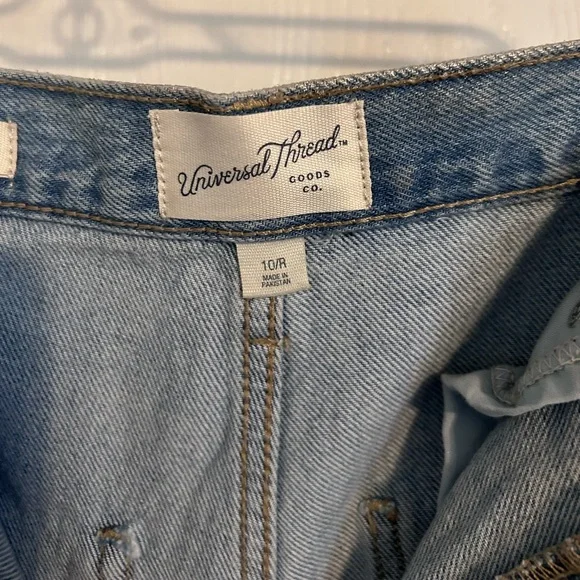 Universal Thread™
GOODS
CO.
10/R
MADE IN
PAKISTAN